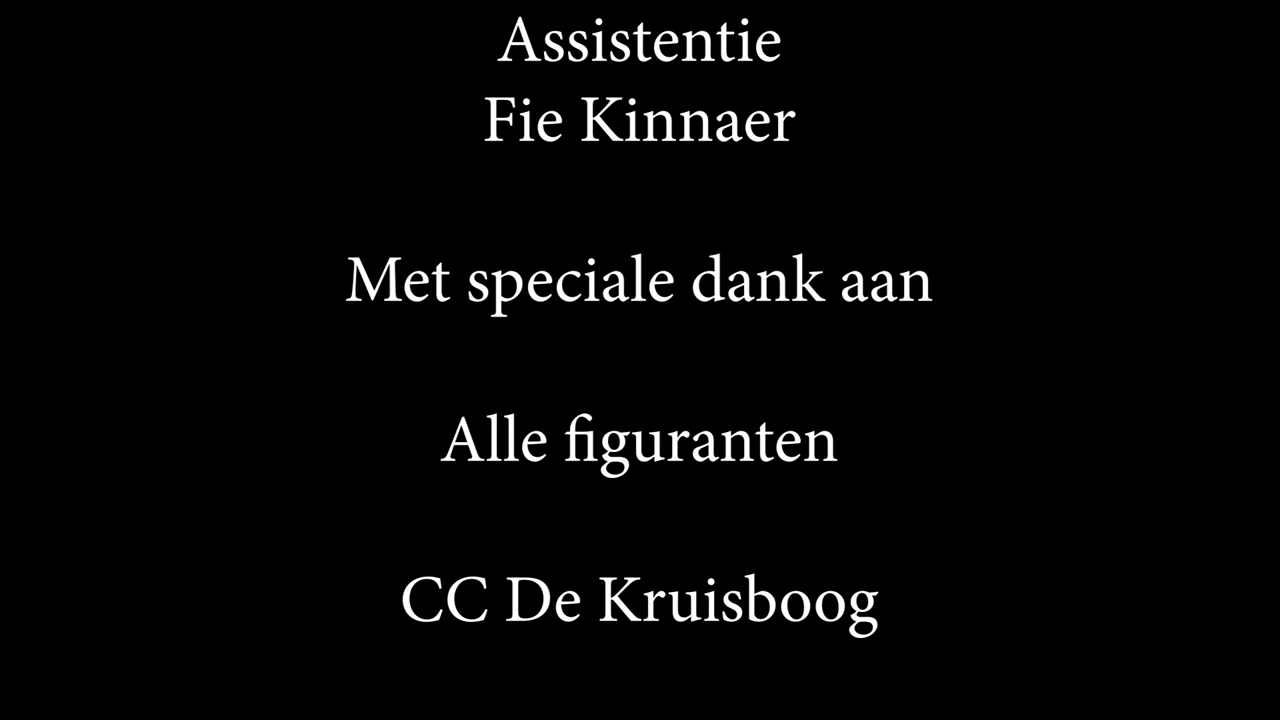 Assistentie
Fie Kinnaer
Met speciale dank aan
Alle figuranten
CC De Kruisboog